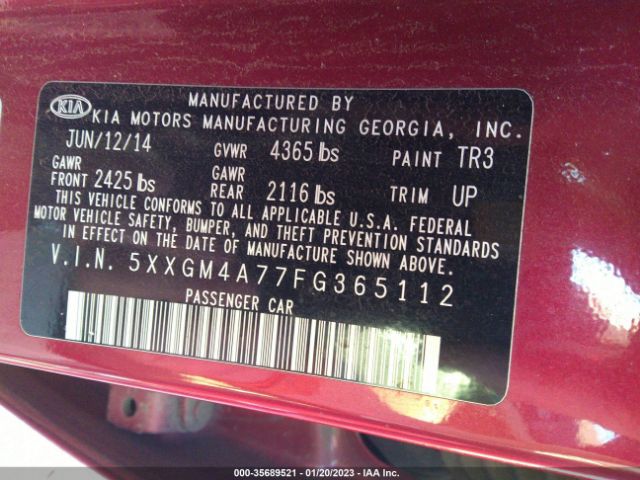 MANUFACTURED BY
KIA KIA MOTORS MANUFACTURING GEORGIA, INC.
JUN/12/14 GVWR 4365 lbs PAINT TR3
GAWR FRONT 2425 lbs GAWR REAR 2116 lbs TRIM UP
THIS VEHICLE CONFORMS TO ALL APPLICABLE U.S.A. FEDERAL
MOTOR VEHICLE SAFETY, BUMPER, AND THEFT PREVENTION STANDARDS
IN EFFECT ON THE DATE OF MANUFACTURE SHOWN ABOVE.
V.I.N. 5XXGM4A77FG365112
PASSENGER CAR
000-35689521 - 01/20/2023 - IAA Inc.